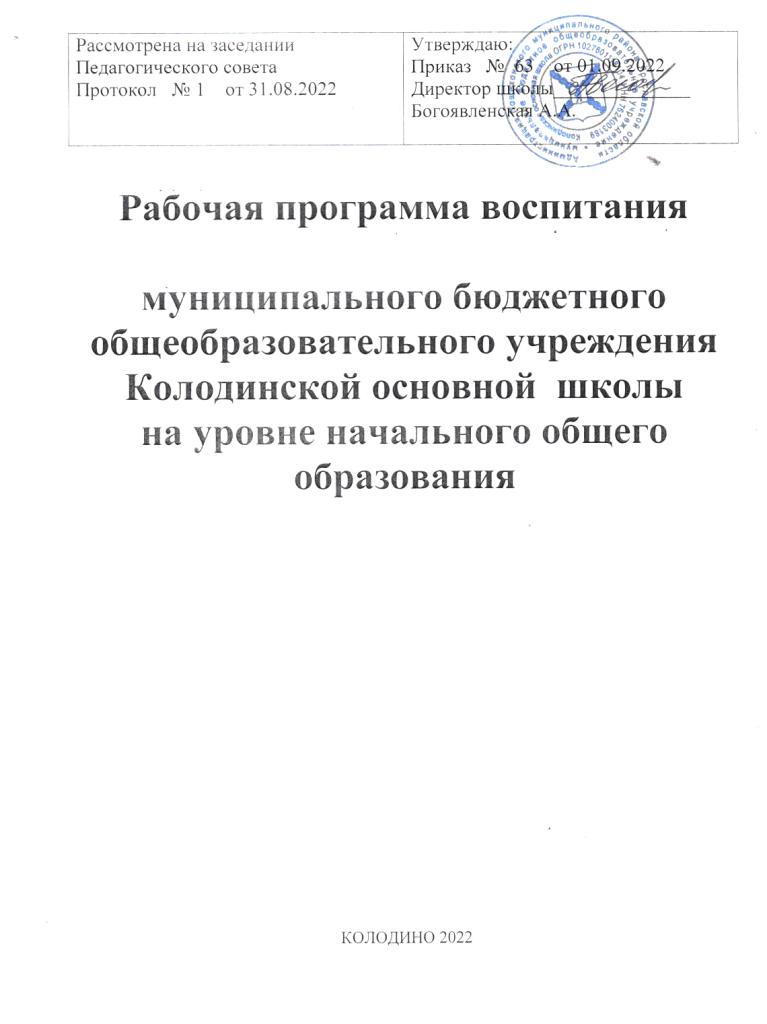 Рассмотрена на заседании
Педагогического совета
Протокол № 1 от 31.08.2022
Утверждаю:
Приказ № 63 от 01.09.2022
Директор школы
Богоявленская А.А.
Рабочая программа воспитания
муниципального бюджетного
общеобразовательного учреждения
Колодинской основной школы
на уровне начального общего
образования
КОЛОДИНО 2022